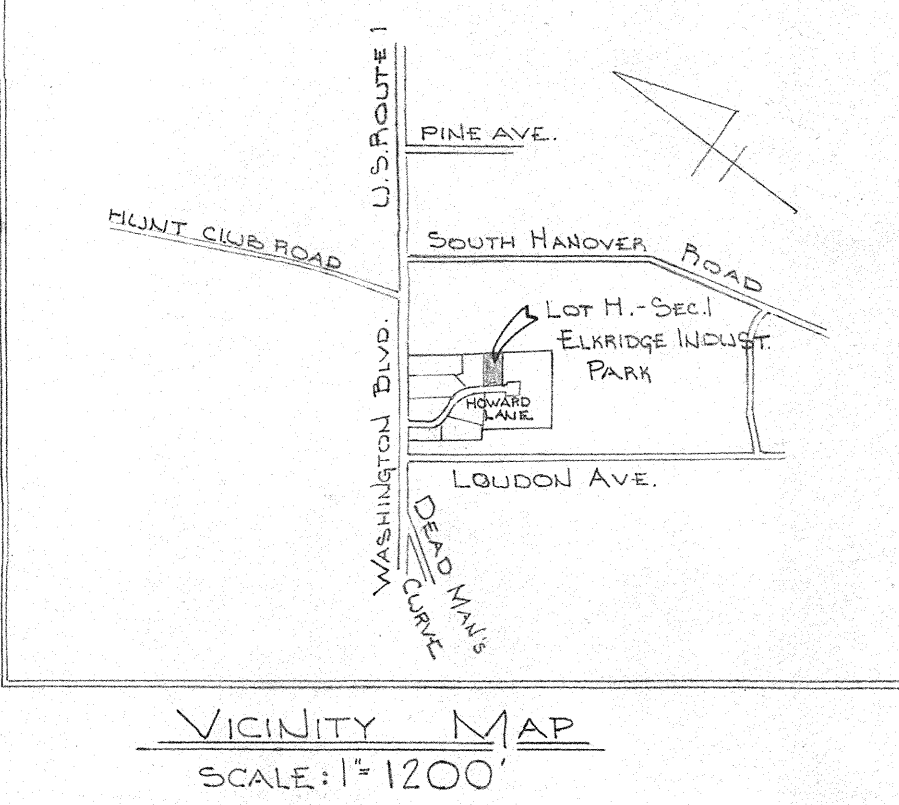 U.S. ROUTE 1
PINE AVE.
HUNT CLUB ROAD
SOUTH HANOVER ROAD
LOT H.-SEC.1
ELKRIDGE INDUST.
PARK
HOWARD
LANE
WASHINGTON BLVD.
LOUDON AVE.
DEAD MAN'S
CURVE
VICINITY MAP
SCALE: 1"=1200'